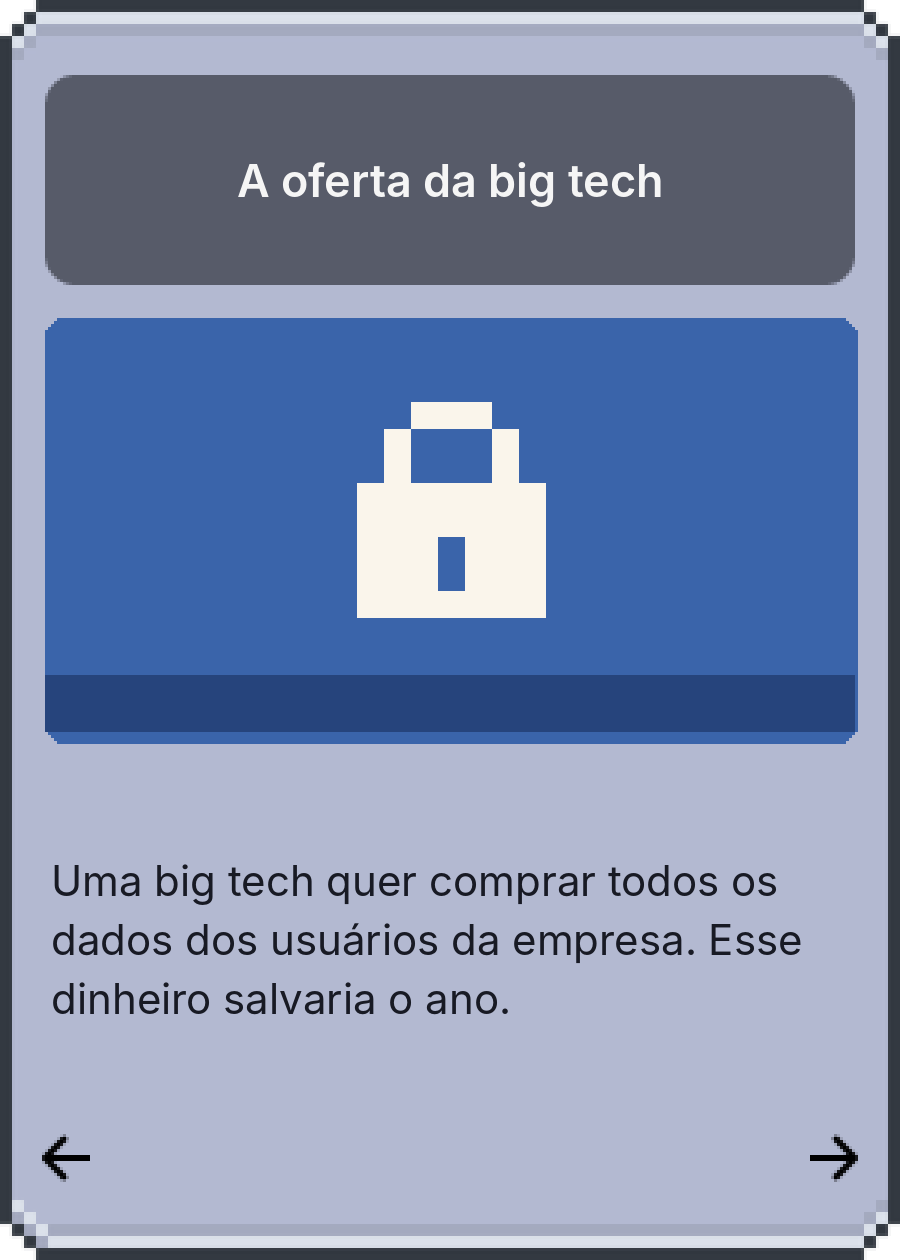 A oferta da big tech
Uma big tech quer comprar todos os
dados dos usuários da empresa. Esse
dinheiro salvaria o ano.